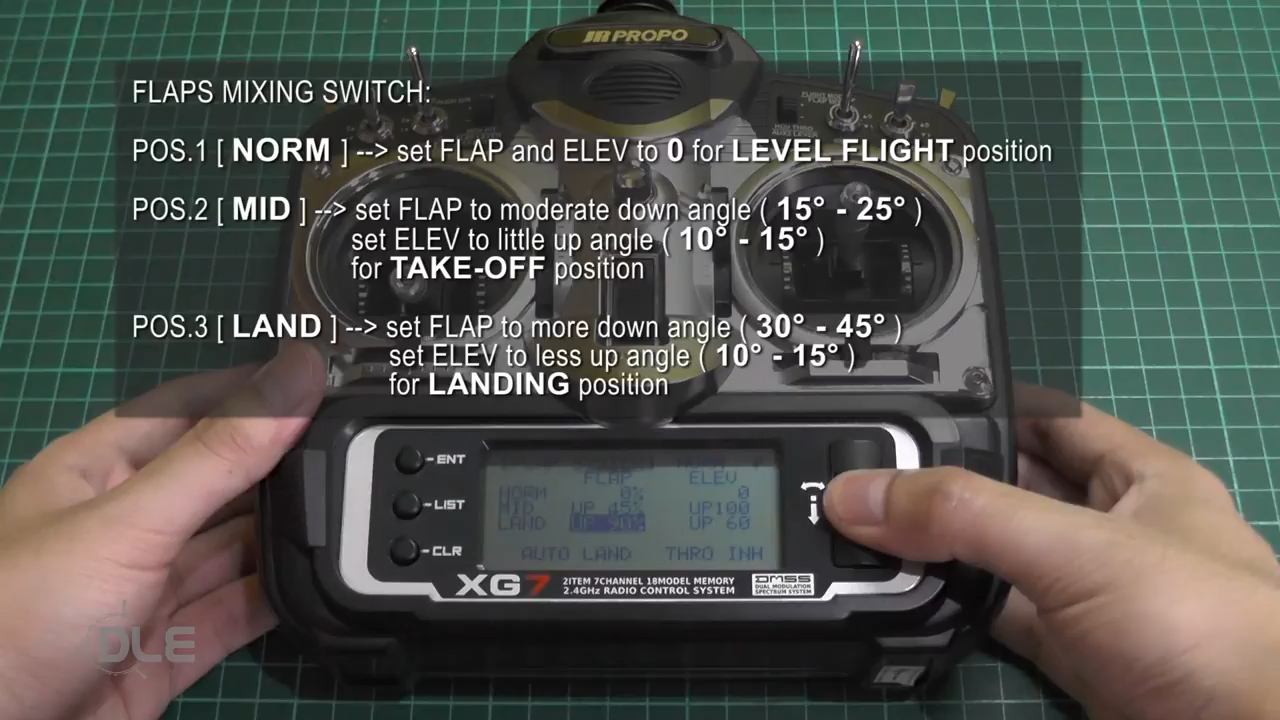 JR PROPO
FLAPS MIXING SWITCH:
POS.1 [ NORM ] --> set FLAP and ELEV to 0 for LEVEL FLIGHT position
POS.2 [ MID ] --> set FLAP to moderate down angle ( 15° - 25° )
set ELEV to little up angle ( 10° - 15° )
for TAKE-OFF position
POS.3 [ LAND ] --> set FLAP to more down angle ( 30° - 45° )
set ELEV to less up angle ( 10° - 15° )
for LANDING position
-ENT
-LIST
-CLR
FLAP ELEV
NORM 0% 0
MID UP 45% UP100
LAND UP 90% UP 60
AUTO LAND THRO INH
XG7 2ITEM 7CHANNEL 18MODEL MEMORY
2.4GHz RADIO CONTROL SYSTEM
DMSS
DUAL MODULATION
SPECTRUM SYSTEM
DLE